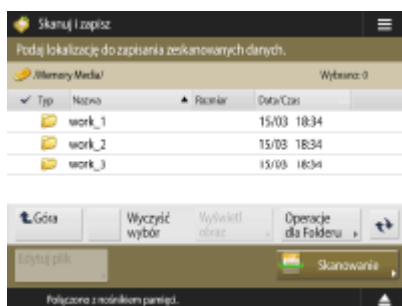 Skanuj i zapisz
Podaj lokalizację do zapisania zeskanowanych danych.
/Memory Media/ Wybrano: 0
Typ Nazwa Rozmiar Data/Czas
work_1 15/03 18:34
work_2 15/03 18:34
work_3 15/03 18:34
Góra Wyczyść wybór Wyświetl obraz Operacje dla Folderu
Edytuj plik Skanowanie
Połączono z nośnikiem pamięci.